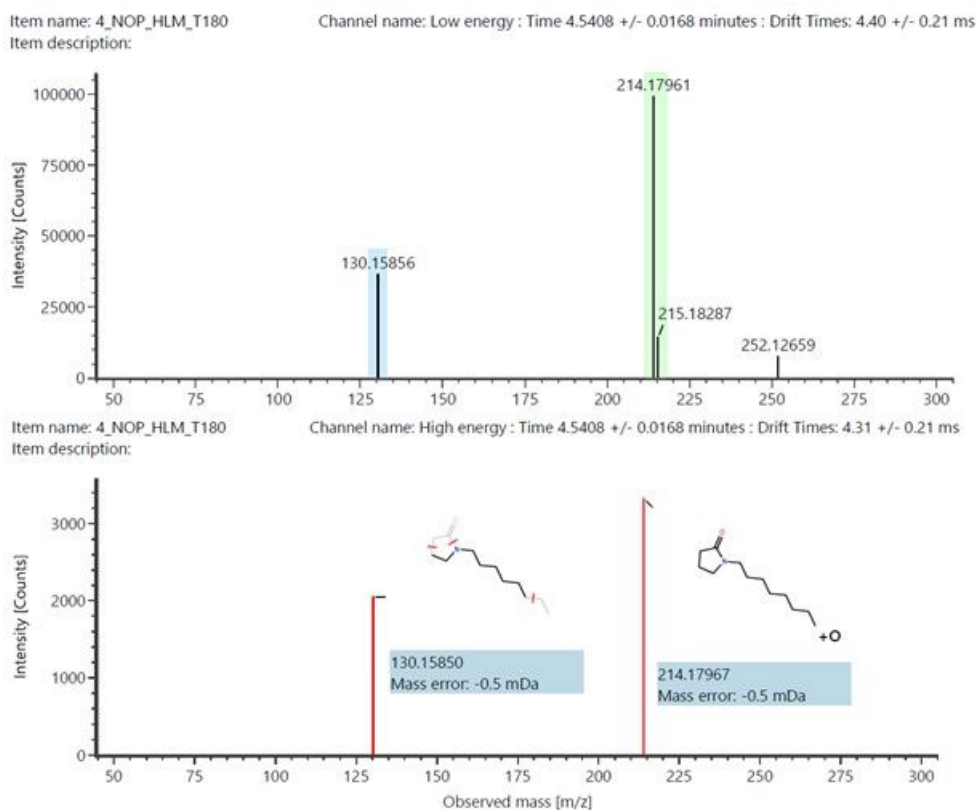 Item name: 4_NOP_HLM_T180 Channel name: Low energy : Time 4.5408 +/- 0.0168 minutes : Drift Times: 4.40 +/- 0.21 ms
Item description:
Intensity [Counts]
100000
75000
50000
25000
0
214.17961
130.15856
215.18287
252.12659
50 75 100 125 150 175 200 225 250 275 300
Item name: 4_NOP_HLM_T180 Channel name: High energy : Time 4.5408 +/- 0.0168 minutes : Drift Times: 4.31 +/- 0.21 ms
Item description:
Intensity [Counts]
3000
2000
1000
0
+O
130.15850
Mass error: -0.5 mDa
214.17967
Mass error: -0.5 mDa
50 75 100 125 150 175 200 225 250 275 300
Observed mass [m/z]